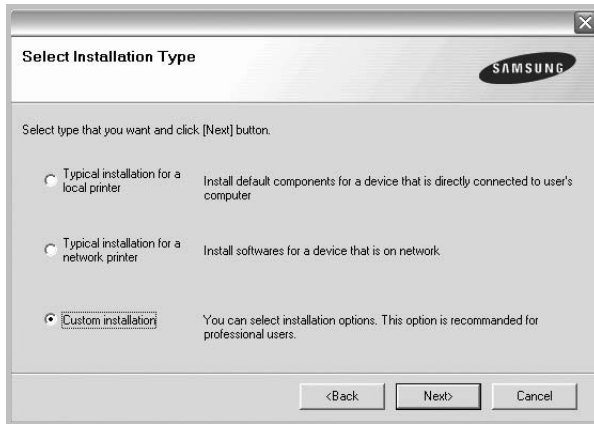 Select Installation Type
SAMSUNG
Select type that you want and click [Next] button.
Typical installation for a
local printer
Install default components for a device that is directly connected to user's
computer
Typical installation for a
network printer
Install softwares for a device that is on network
Custom installation
You can select installation options. This option is recommanded for
professional users.
<Back
Next>
Cancel